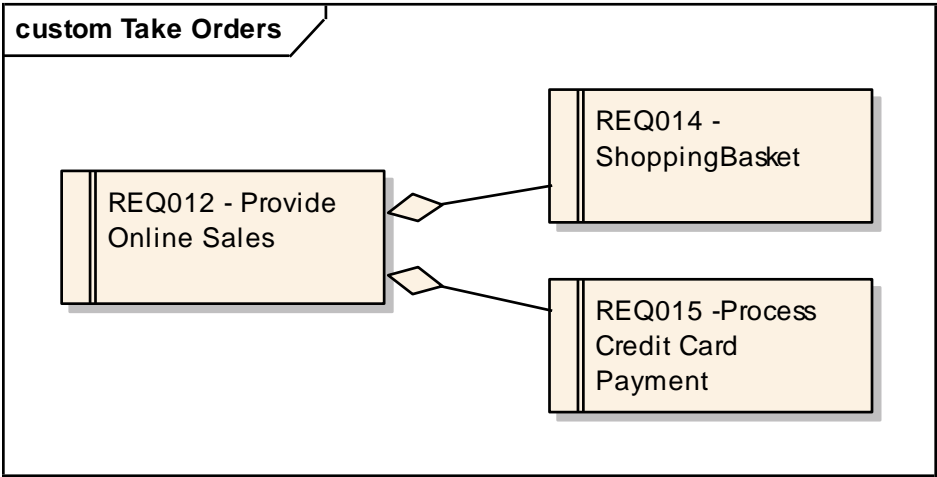 custom Take Orders
REQ014 -
ShoppingBasket
REQ012 - Provide
Online Sales
REQ015 -Process
Credit Card
Payment